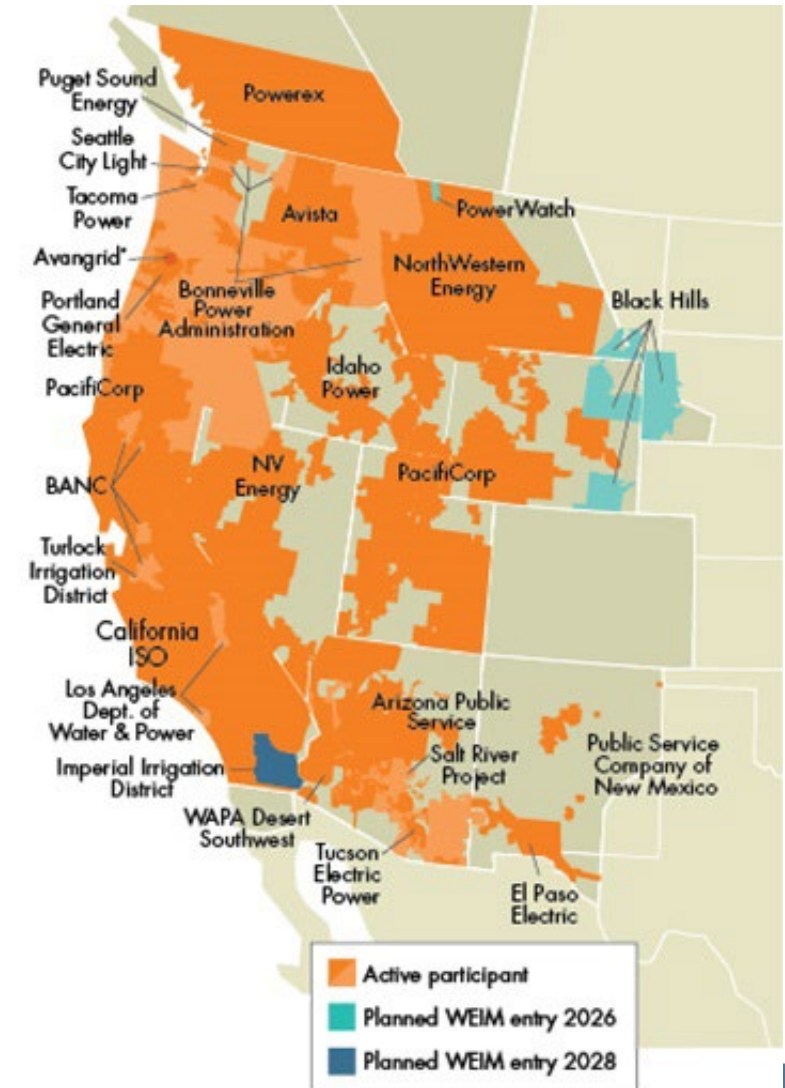 Puget Sound
Energy
Powerex
Seattle
City Light
Tacoma
Power
Avista
PowerWatch
Avangrid*
NorthWestern
Energy
Bonneville
Power
Administration
Black Hills
Portland
General
Electric
PacifiCorp
Idaho
Power
NV
Energy
PacifiCorp
BANC
Turlock
Irrigation
District
California
ISO
Los Angeles
Dept. of
Water & Power
Arizona Public
Service
Salt River
Project
Public Service
Company of
New Mexico
Imperial Irrigation
District
WAPA Desert
Southwest
Tucson
Electric
Power
El Paso
Electric
Active participant
Planned WEIM entry 2026
Planned WEIM entry 2028